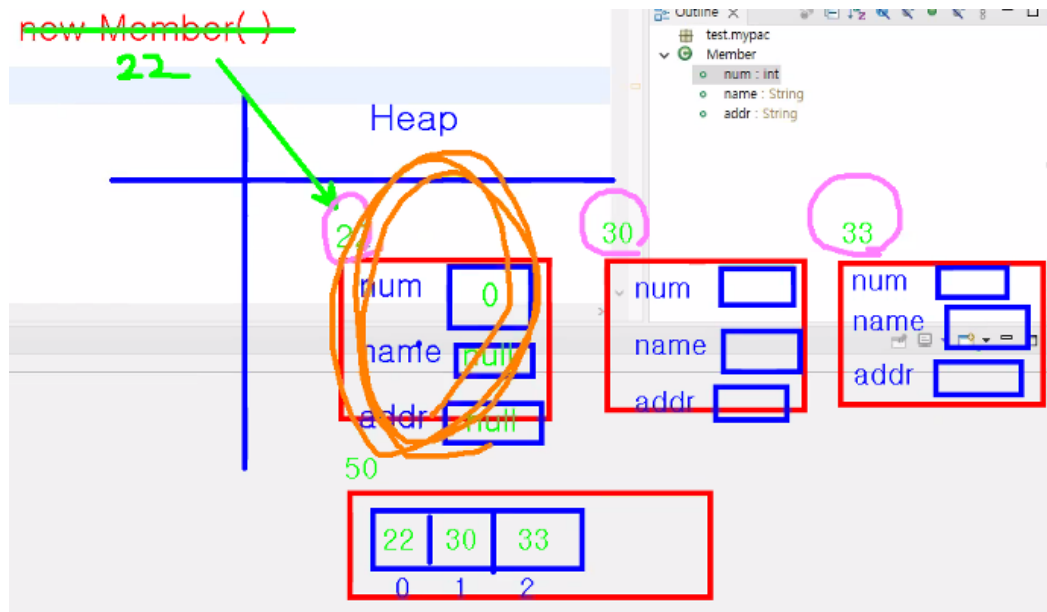 new Member( )
22
Outline
test.mypac
Member
num : int
name : String
addr : String
Heap
22
30
33
num
0
name
null
addr
null
num
name
addr
num
name
addr
50
22
30
33
0
1
2